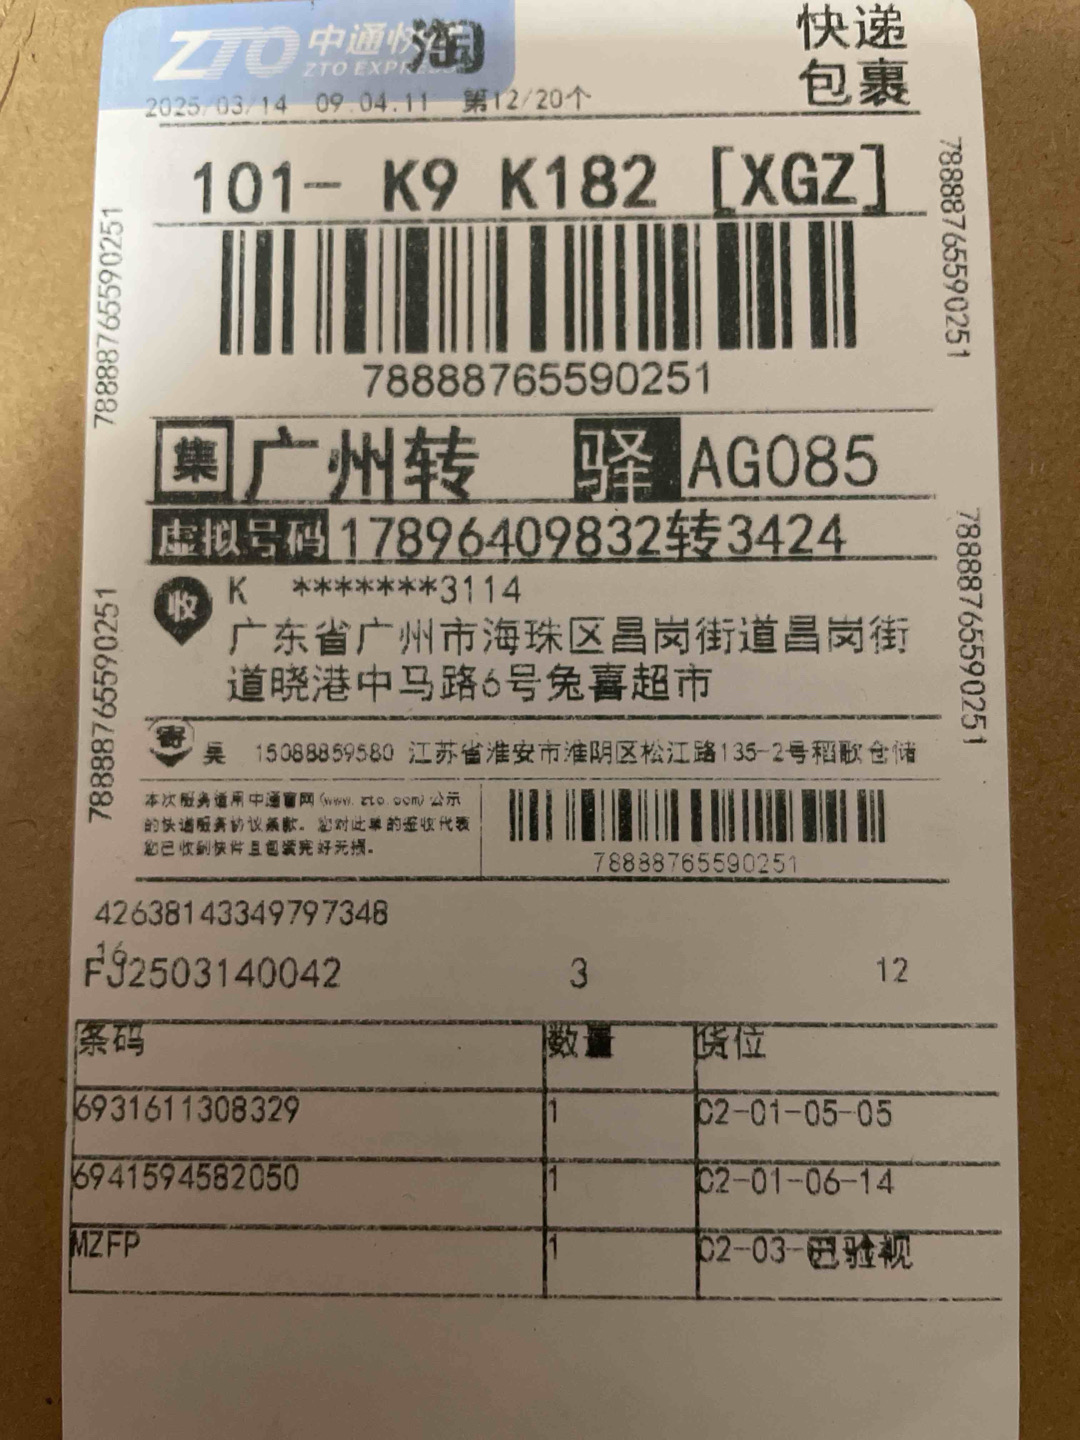 ZTO 中通快
淘
ZTO EXPRESS
快递
包裹
2025/03/14 09.04.11 第12/20个
101- K9 K182 [XGZ]
78888765590251
78888765590251
78888765590251
集 广州转 驿 AG085
虚拟号码 17896409832转3424
收 K *******3114
广东省广州市海珠区昌岗街道昌岗街
道晓港中马路6号兔喜超市
78888765590251
78888765590251
寄 吴 15088859580 江苏省淮安市淮阴区松江路135-2号稻歌仓储
本次服务适用中通官网(www.zto.com)公示
的快递服务协议条款。您对此单的签收代表
您已收到快件且包装完好无损。
78888765590251
42638143349797348
16
FJ2503140042 3 12
条码 数量 货位
6931611308329 1 C2-01-05-05
6941594582050 1 C2-01-06-14
MZFP 1 C2-03-
已验视